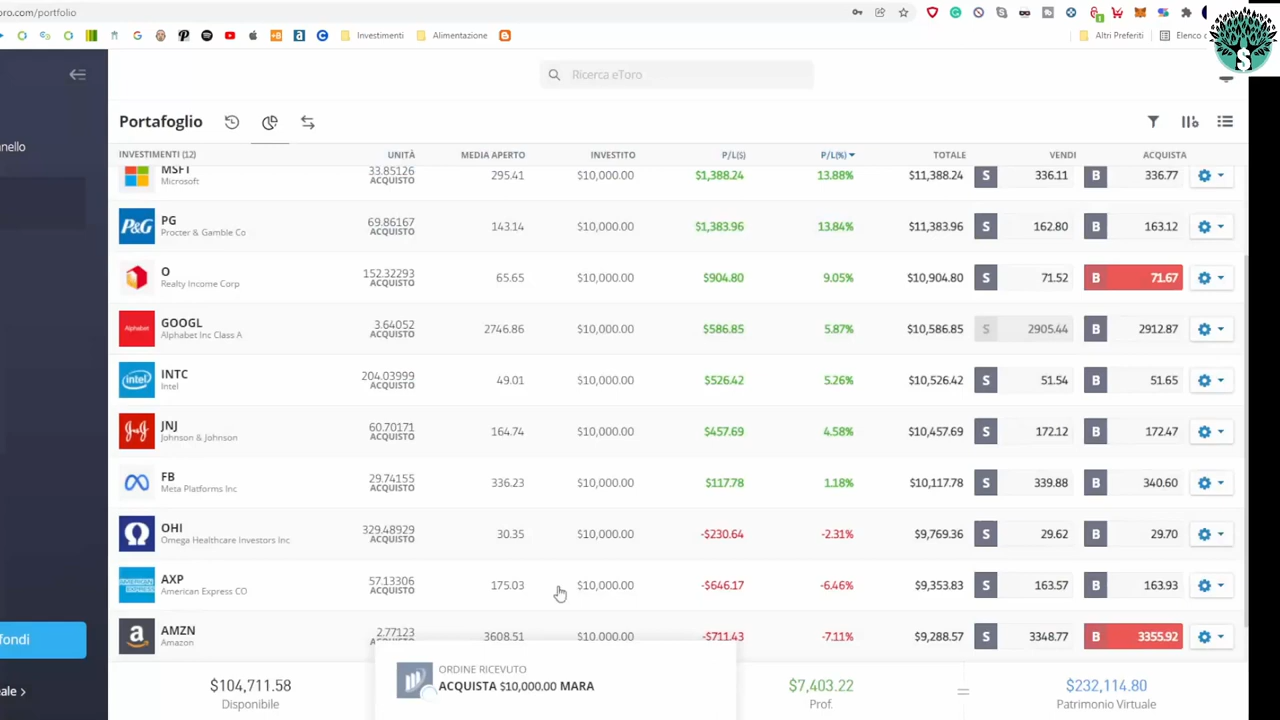 oro.com/portfolio
Investimenti
Alimentazione
Altri Preferiti
Elenco
Ricerca eToro
nnello
Portafoglio
INVESTIMENTI (12) UNITÀ MEDIA APERTO INVESTITO P/L($) P/L(%) TOTALE VENDI ACQUISTA
MSFT 33.85126 295.41 $10,000.00 $1,388.24 13.88% $11,388.24 S 336.11 B 336.77
Microsoft ACQUISTO
PG 69.86167 143.14 $10,000.00 $1,383.96 13.84% $11,383.96 S 162.80 B 163.12
Procter & Gamble Co ACQUISTO
O 152.32293 65.65 $10,000.00 $904.80 9.05% $10,904.80 S 71.52 B 71.67
Realty Income Corp ACQUISTO
GOOGL 3.64052 2746.86 $10,000.00 $586.85 5.87% $10,586.85 S 2905.44 B 2912.87
Alphabet Inc Class A ACQUISTO
INTC 204.03999 49.01 $10,000.00 $526.42 5.26% $10,526.42 S 51.54 B 51.65
Intel ACQUISTO
JNJ 60.70171 164.74 $10,000.00 $457.69 4.58% $10,457.69 S 172.12 B 172.47
Johnson & Johnson ACQUISTO
FB 29.74155 336.23 $10,000.00 $117.78 1.18% $10,117.78 S 339.88 B 340.60
Meta Platforms Inc ACQUISTO
OHI 329.48929 30.35 $10,000.00 -$230.64 -2.31% $9,769.36 S 29.62 B 29.70
Omega Healthcare Investors Inc ACQUISTO
AXP 57.13306 175.03 $10,000.00 -$646.17 -6.46% $9,353.83 S 163.57 B 163.93
American Express CO ACQUISTO
AMZN 2.77123 3608.51 $10,000.00 -$711.43 -7.11% $9,288.57 S 3348.77 B 3355.92
Amazon ACQUISTO
fondi
ale >
ORDINE RICEVUTO
ACQUISTA $10,000.00 MARA
$104,711.58 $7,403.22 = $232,114.80
Disponibile Prof. Patrimonio Virtuale